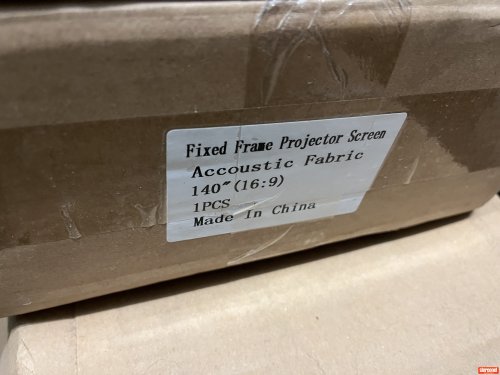 Fixed Frame Projector Screen
Accoustic Fabric
140″(16:9)
1PCS
Made In China